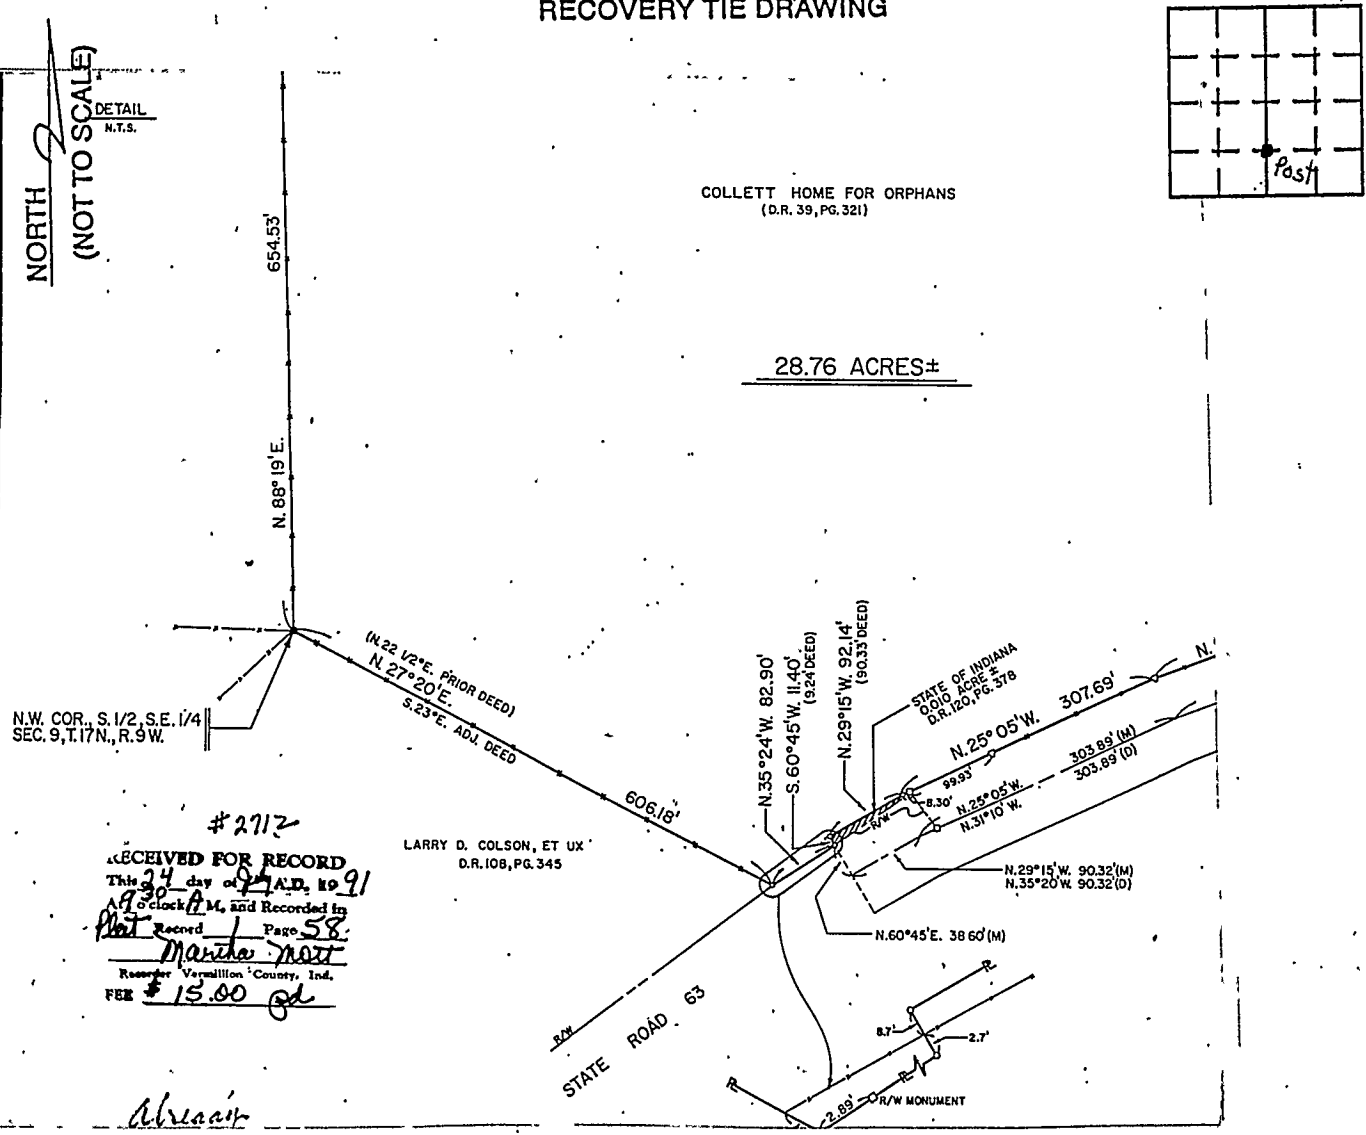 RECOVERY TIE DRAWING
NORTH
(NOT TO SCALE)
DETAIL
N.T.S.
Post
654.53'
N. 88° 19' E.
COLLETT HOME FOR ORPHANS
(D.R. 39, PG. 321)
28.76 ACRES±
N.W. COR., S. 1/2, S.E. 1/4
SEC. 9, T. 17 N., R. 9 W.
(N. 22 1/2° E. PRIOR DEED)
N. 27° 20' E.
S. 23° E. ADJ. DEED
606.18'
LARRY D. COLSON, ET UX
D.R. 108, PG. 345
N. 35° 24' W. 82.90'
S. 60° 45' W. 11.40'
(9.24' DEED)
N. 29° 15' W. 92.14'
(90.33' DEED)
STATE OF INDIANA
0.010 ACRE ±
D.R. 120, PG. 378
N. 25° 05' W. 307.69'
N.
99.93'
8.30'
R/W
303.89' (M)
303.89' (D)
N. 25° 05' W.
N. 31° 10' W.
N. 29° 15' W. 90.32' (M)
N. 35° 20' W. 90.32' (D)
N. 60° 45' E. 38.60' (M)
#2712
RECEIVED FOR RECORD
This 24 day of A.D., 19 91
At 9 30 o'clock A M., and Recorded in
Plat Record 1 Page 58
Martha Mott
Recorder Vermillion County, Ind.
FEE $ 15.00 pd
R/W
STATE ROAD 63
8.7'
2.7'
2.89'
R/W MONUMENT